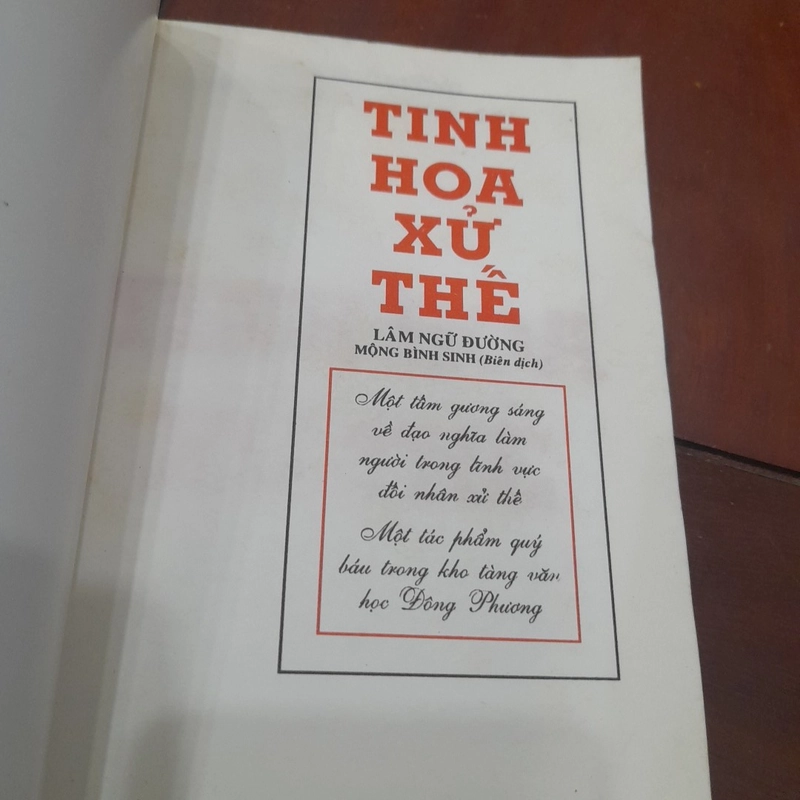 TINH
HOA
XỬ
THẾ
LÂM NGỮ ĐƯỜNG
MỘNG BÌNH SINH (Biên dịch)
Một tấm gương sáng
về đạo nghĩa làm
người trong lĩnh vực
đối nhân xử thế
Một tác phẩm quý
báu trong kho tàng văn
học Đông Phương